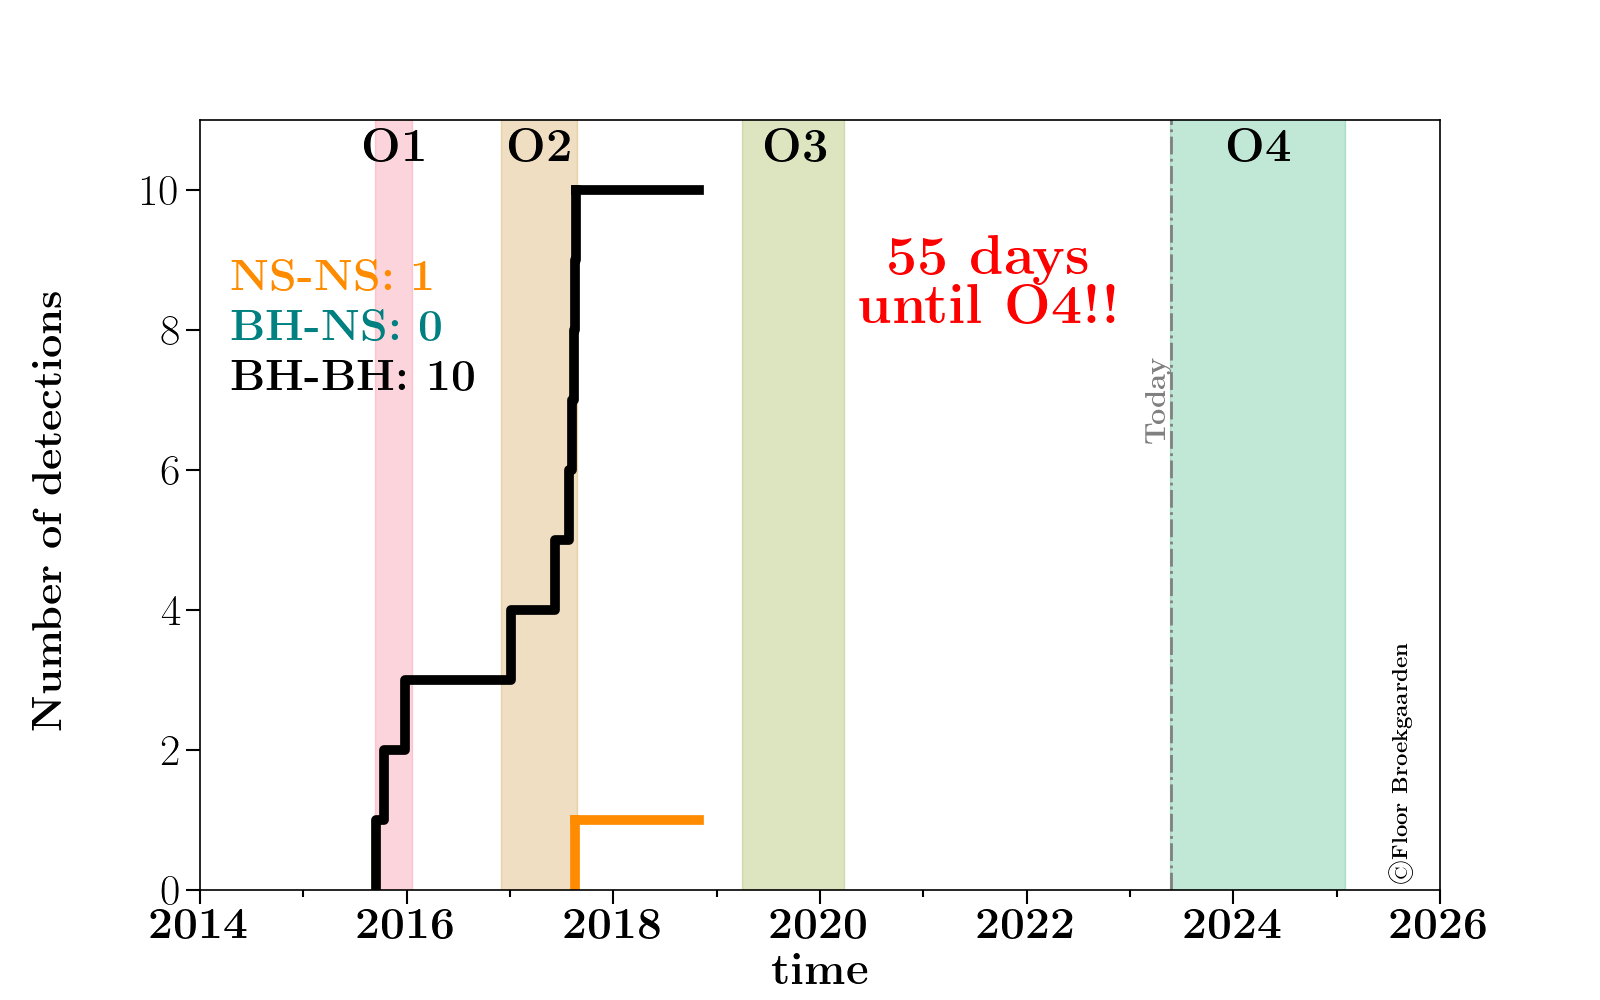 O1 O2 O3 O4
10
8
6
4
2
0
NS-NS: 1
BH-NS: 0
BH-BH: 10
55 days
until O4!!
Today
©Floor Broekgaarden
Number of detections
2014 2016 2018 2020 2022 2024 2026
time